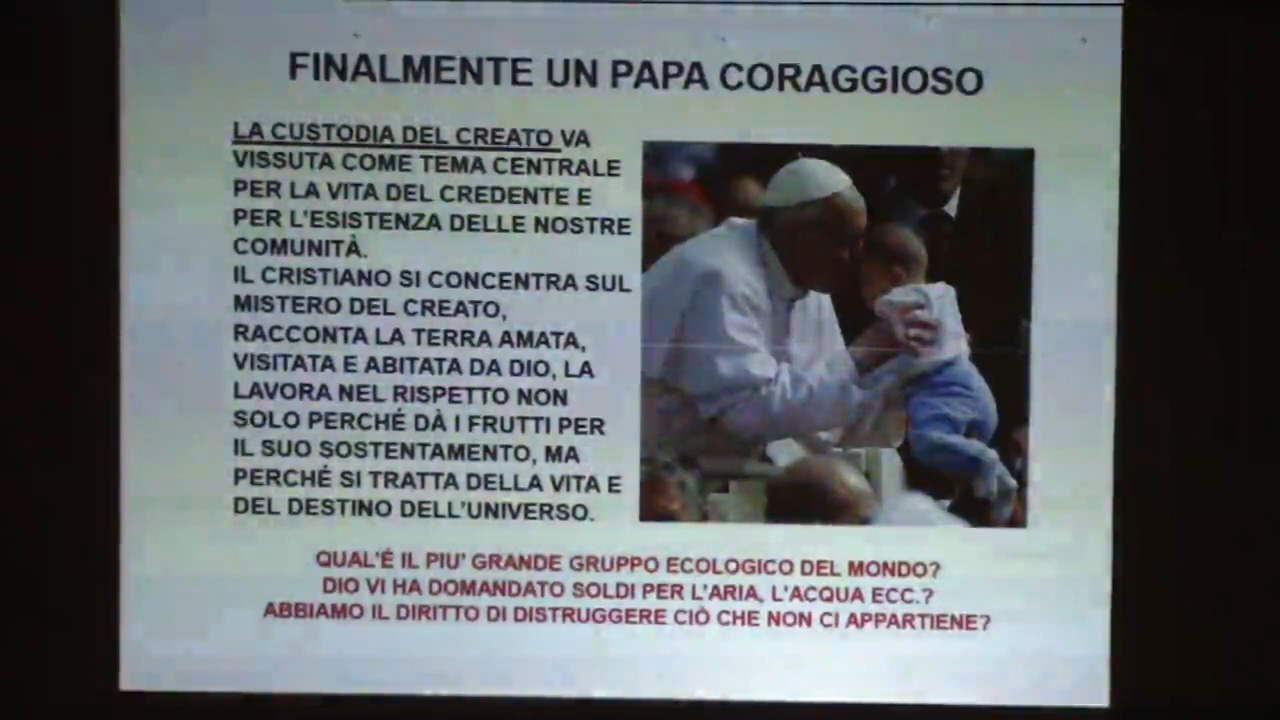 FINALMENTE UN PAPA CORAGGIOSO
LA CUSTODIA DEL CREATO VA
VISSUTA COME TEMA CENTRALE
PER LA VITA DEL CREDENTE E
PER L'ESISTENZA DELLE NOSTRE
COMUNITÀ.
IL CRISTIANO SI CONCENTRA SUL
MISTERO DEL CREATO,
RACCONTA LA TERRA AMATA,
VISITATA E ABITATA DA DIO, LA
LAVORA NEL RISPETTO NON
SOLO PERCHÉ DÀ I FRUTTI PER
IL SUO SOSTENTAMENTO, MA
PERCHÉ SI TRATTA DELLA VITA E
DEL DESTINO DELL'UNIVERSO.
QUAL'É IL PIU' GRANDE GRUPPO ECOLOGICO DEL MONDO?
DIO VI HA DOMANDATO SOLDI PER L'ARIA, L'ACQUA ECC.?
ABBIAMO IL DIRITTO DI DISTRUGGERE CIÒ CHE NON CI APPARTIENE?